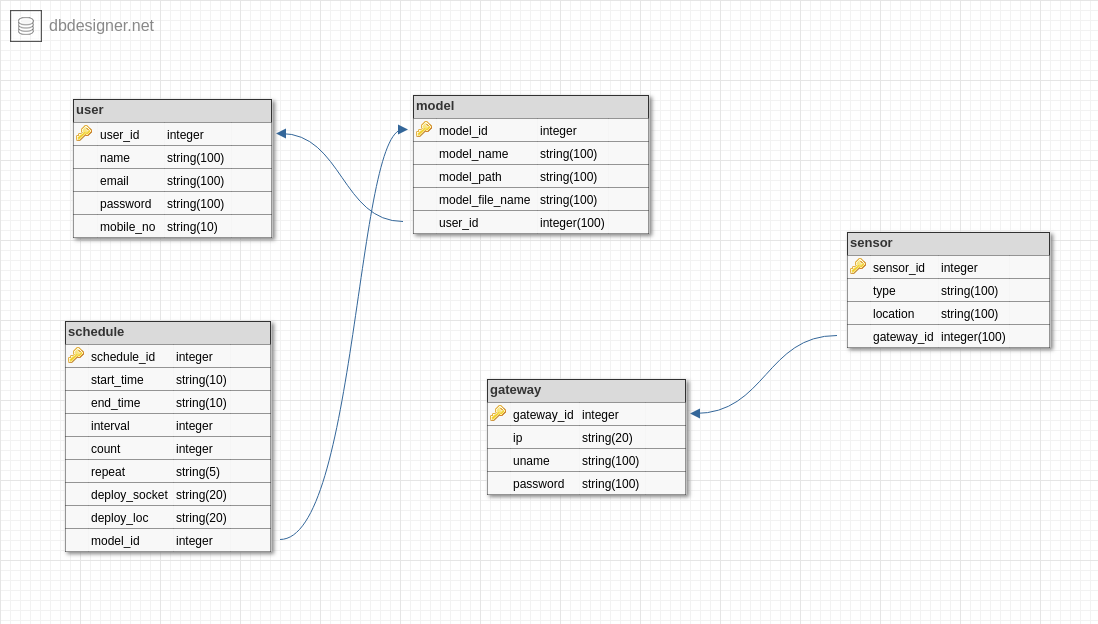 dbdesigner.net
user
user_id integer
name string(100)
email string(100)
password string(100)
mobile_no string(10)
model
model_id integer
model_name string(100)
model_path string(100)
model_file_name string(100)
user_id integer(100)
sensor
sensor_id integer
type string(100)
location string(100)
gateway_id integer(100)
schedule
schedule_id integer
start_time string(10)
end_time string(10)
interval integer
count integer
repeat string(5)
deploy_socket string(20)
deploy_loc string(20)
model_id integer
gateway
gateway_id integer
ip string(20)
uname string(100)
password string(100)